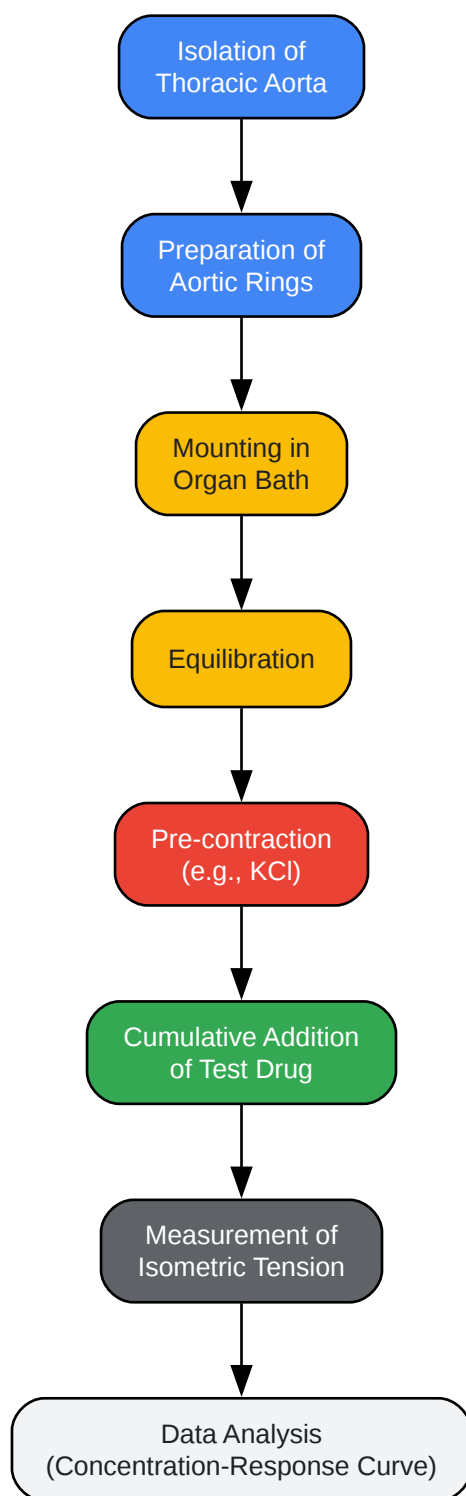 Isolation of
Thoracic Aorta
Preparation of
Aortic Rings
Mounting in
Organ Bath
Equilibration
Pre-contraction
(e.g., KCl)
Cumulative Addition
of Test Drug
Measurement of
Isometric Tension
Data Analysis
(Concentration-Response Curve)